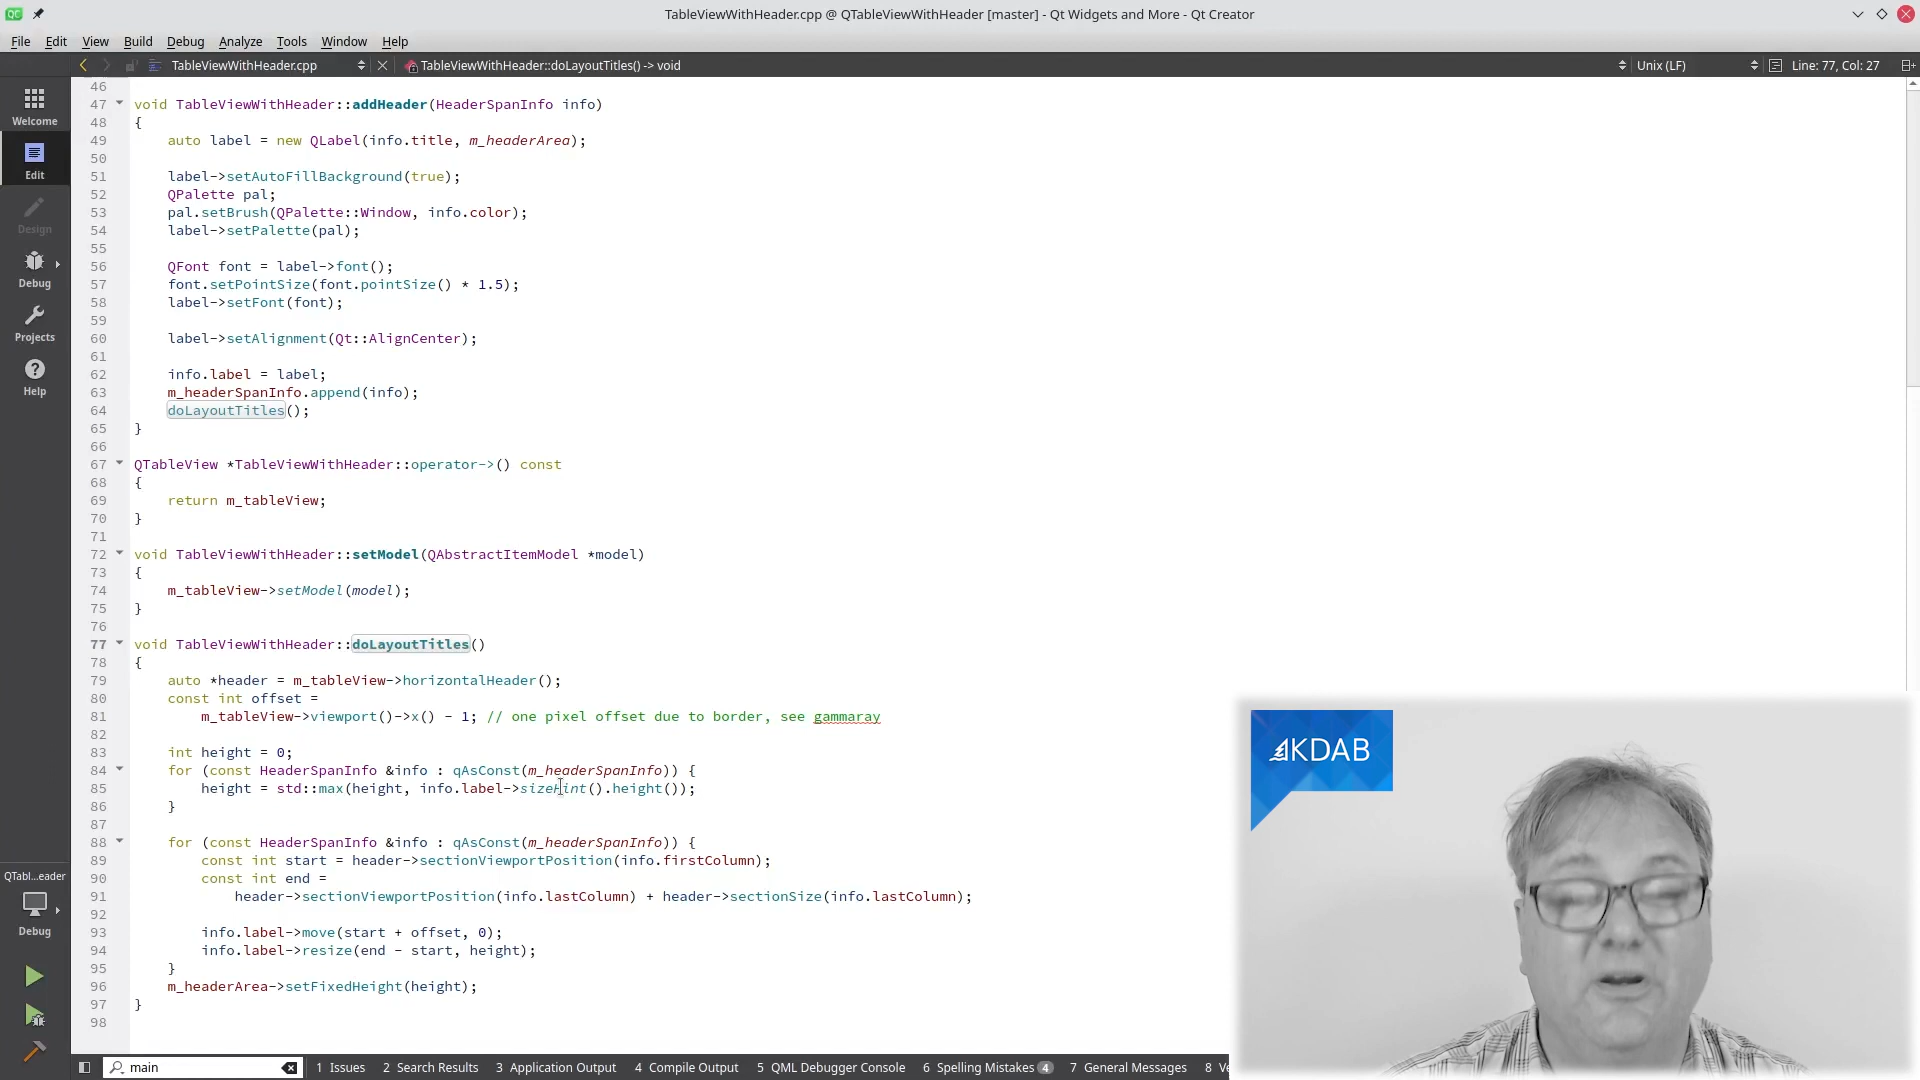 TableViewWithHeader.cpp @ QTableViewWithHeader [master] - Qt Widgets and More - Qt Creator
File Edit View Build Debug Analyze Tools Window Help
TableViewWithHeader.cpp TableViewWithHeader::doLayoutTitles() -> void Unix (LF) Line: 77, Col: 27
Welcome
Edit
Design
Debug
Projects
Help
QTabl...eader
Debug
46
47 void TableViewWithHeader::addHeader(HeaderSpanInfo info)
48 {
49     auto label = new QLabel(info.title, m_headerArea);
50
51     label->setAutoFillBackground(true);
52     QPalette pal;
53     pal.setBrush(QPalette::Window, info.color);
54     label->setPalette(pal);
55
56     QFont font = label->font();
57     font.setPointSize(font.pointSize() * 1.5);
58     label->setFont(font);
59
60     label->setAlignment(Qt::AlignCenter);
61
62     info.label = label;
63     m_headerSpanInfo.append(info);
64     doLayoutTitles();
65 }
66
67 QTableView *TableViewWithHeader::operator->() const
68 {
69     return m_tableView;
70 }
71
72 void TableViewWithHeader::setModel(QAbstractItemModel *model)
73 {
74     m_tableView->setModel(model);
75 }
76
77 void TableViewWithHeader::doLayoutTitles()
78 {
79     auto *header = m_tableView->horizontalHeader();
80     const int offset =
81         m_tableView->viewport()->x() - 1; // one pixel offset due to border, see gammaray
82
83     int height = 0;
84     for (const HeaderSpanInfo &info : qAsConst(m_headerSpanInfo)) {
85         height = std::max(height, info.label->sizeHint().height());
86     }
87
88     for (const HeaderSpanInfo &info : qAsConst(m_headerSpanInfo)) {
89         const int start = header->sectionViewportPosition(info.firstColumn);
90         const int end =
91             header->sectionViewportPosition(info.lastColumn) + header->sectionSize(info.lastColumn);
92
93         info.label->move(start + offset, 0);
94         info.label->resize(end - start, height);
95     }
96     m_headerArea->setFixedHeight(height);
97 }
98
KDAB
main 1 Issues 2 Search Results 3 Application Output 4 Compile Output 5 QML Debugger Console 6 Spelling Mistakes 4 7 General Messages 8